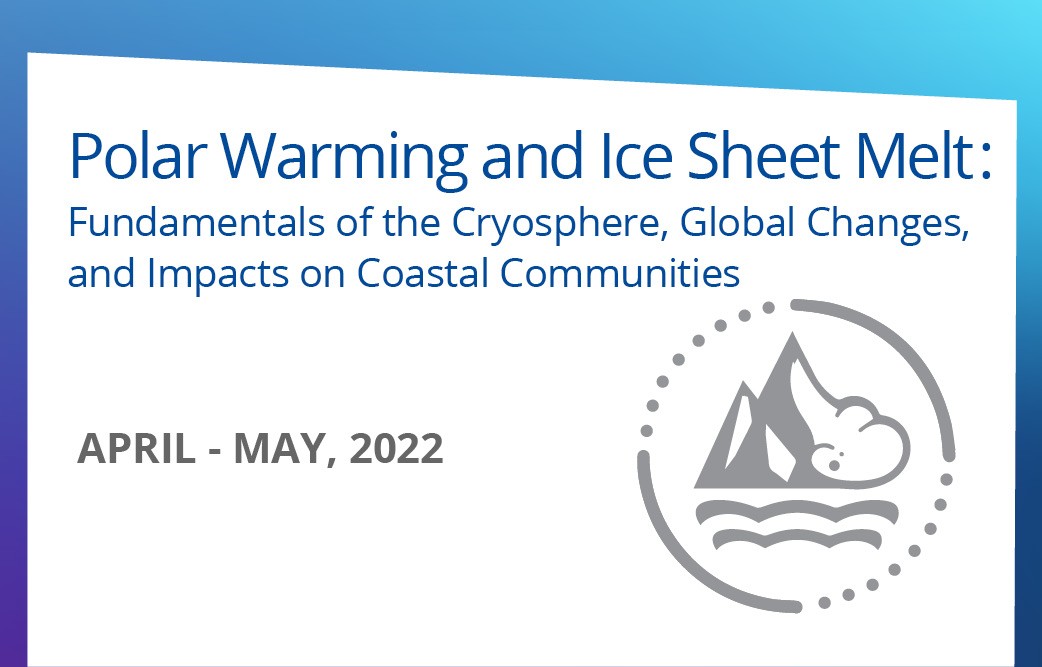 Polar Warming and Ice Sheet Melt:
Fundamentals of the Cryosphere, Global Changes,
and Impacts on Coastal Communities
APRIL - MAY, 2022